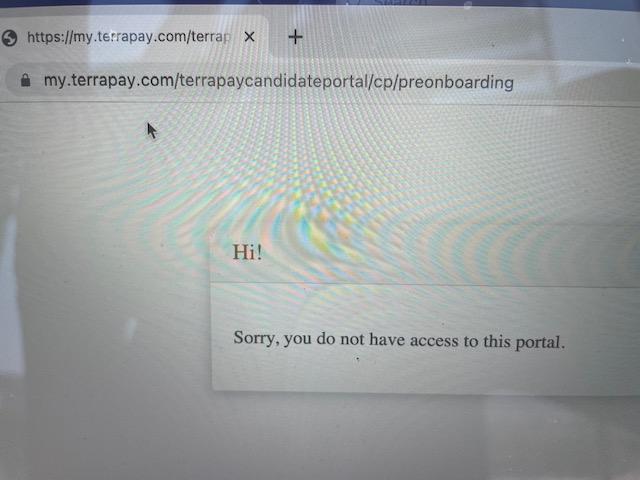 https://my.terrapay.com/terrap
my.terrapay.com/terrapaycandidateportal/cp/preonboarding
Hi!
Sorry, you do not have access to this portal.